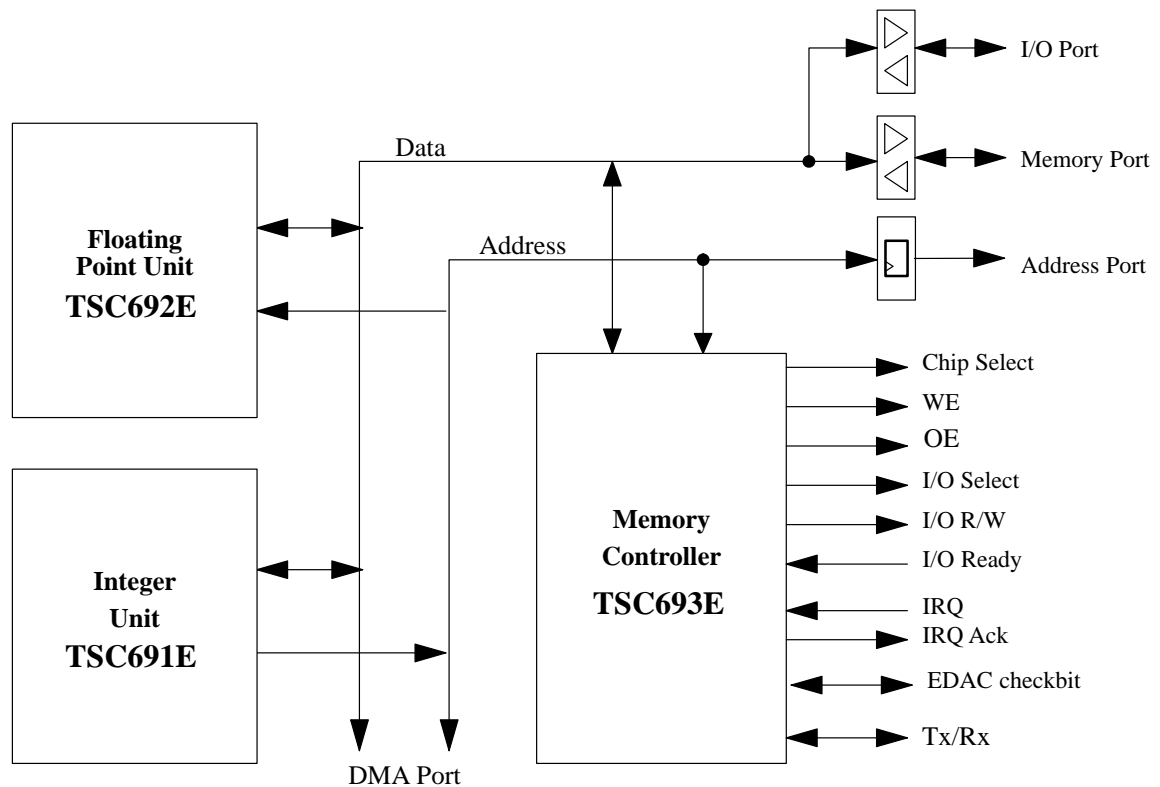 I/O Port
Data
Memory Port
Floating
Point Unit
TSC692E
Address
Address Port
Chip Select
WE
OE
I/O Select
I/O R/W
I/O Ready
IRQ
IRQ Ack
EDAC checkbit
Tx/Rx
Memory
Controller
TSC693E
Integer
Unit
TSC691E
DMA Port